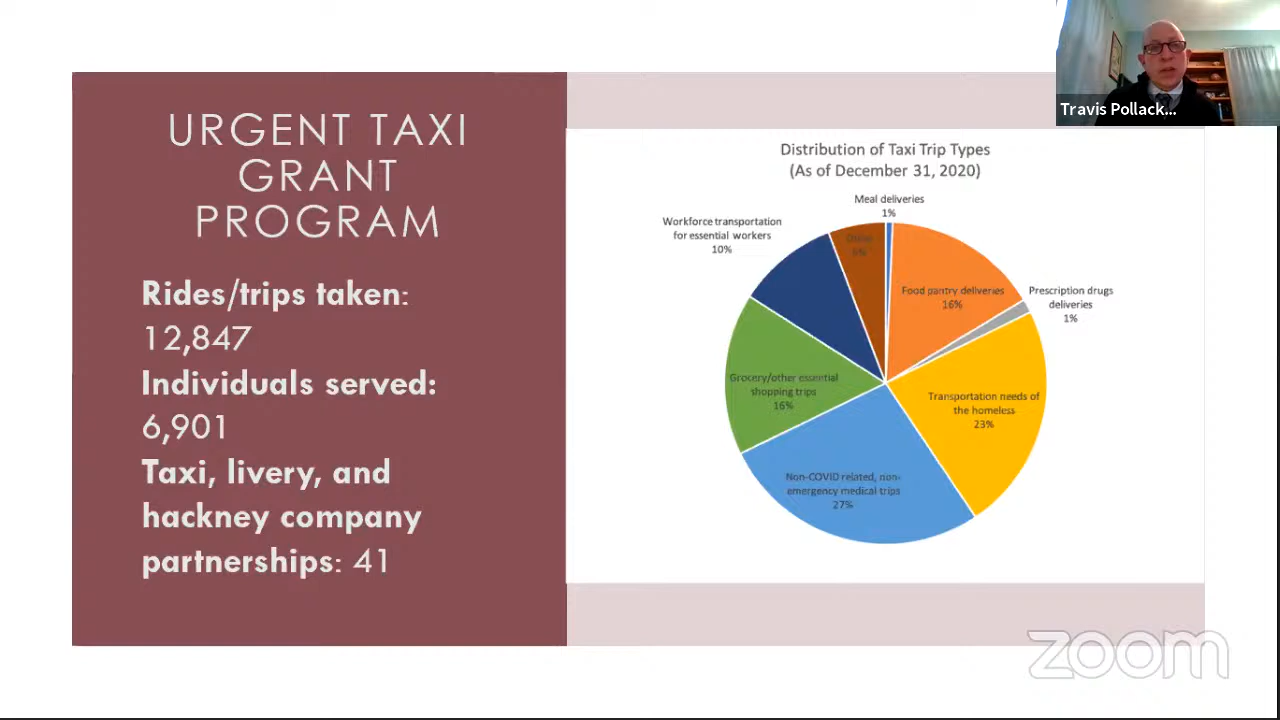 URGENT TAXI
GRANT
PROGRAM
Rides/trips taken:
12,847
Individuals served:
6,901
Taxi, livery, and
hackney company
partnerships: 41
Distribution of Taxi Trip Types
(As of December 31, 2020)
Meal deliveries
1%
Workforce transportation
for essential workers
10%
Other
6%
Food pantry deliveries
16%
Prescription drugs
deliveries
1%
Grocery/other essential
shopping trips
16%
Transportation needs of
the homeless
23%
Non-COVID related, non-
emergency medical trips
27%
Travis Pollack...
zoom